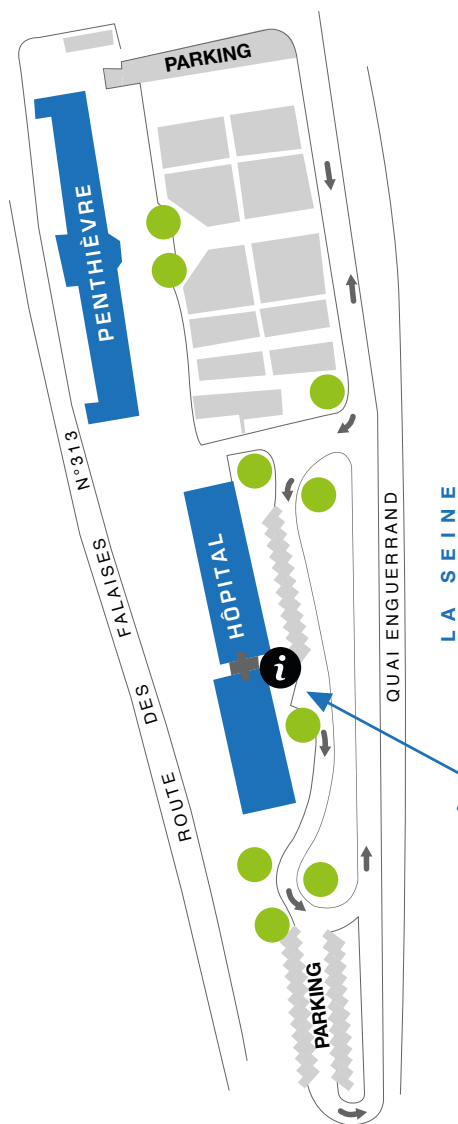 PARKING
PENTHIÈVRE
ROUTE DES FALAISES N°313
HÔPITAL
i
QUAI ENGUERRAND
LA SEINE
PARKING